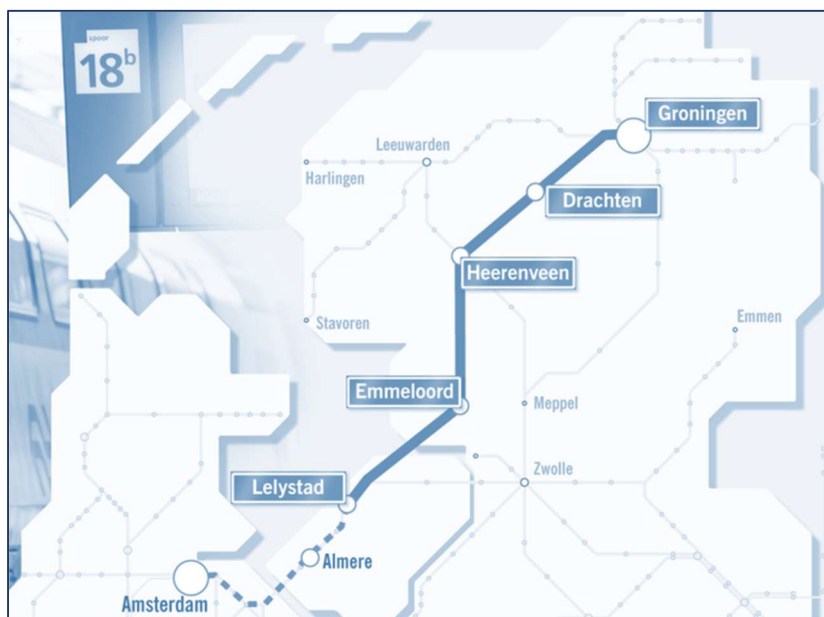 spoor
18b
Groningen
Leeuwarden
Harlingen
Drachten
Heerenveen
Stavoren
Emmen
Emmeloord
Meppel
Zwolle
Lelystad
Almere
Amsterdam